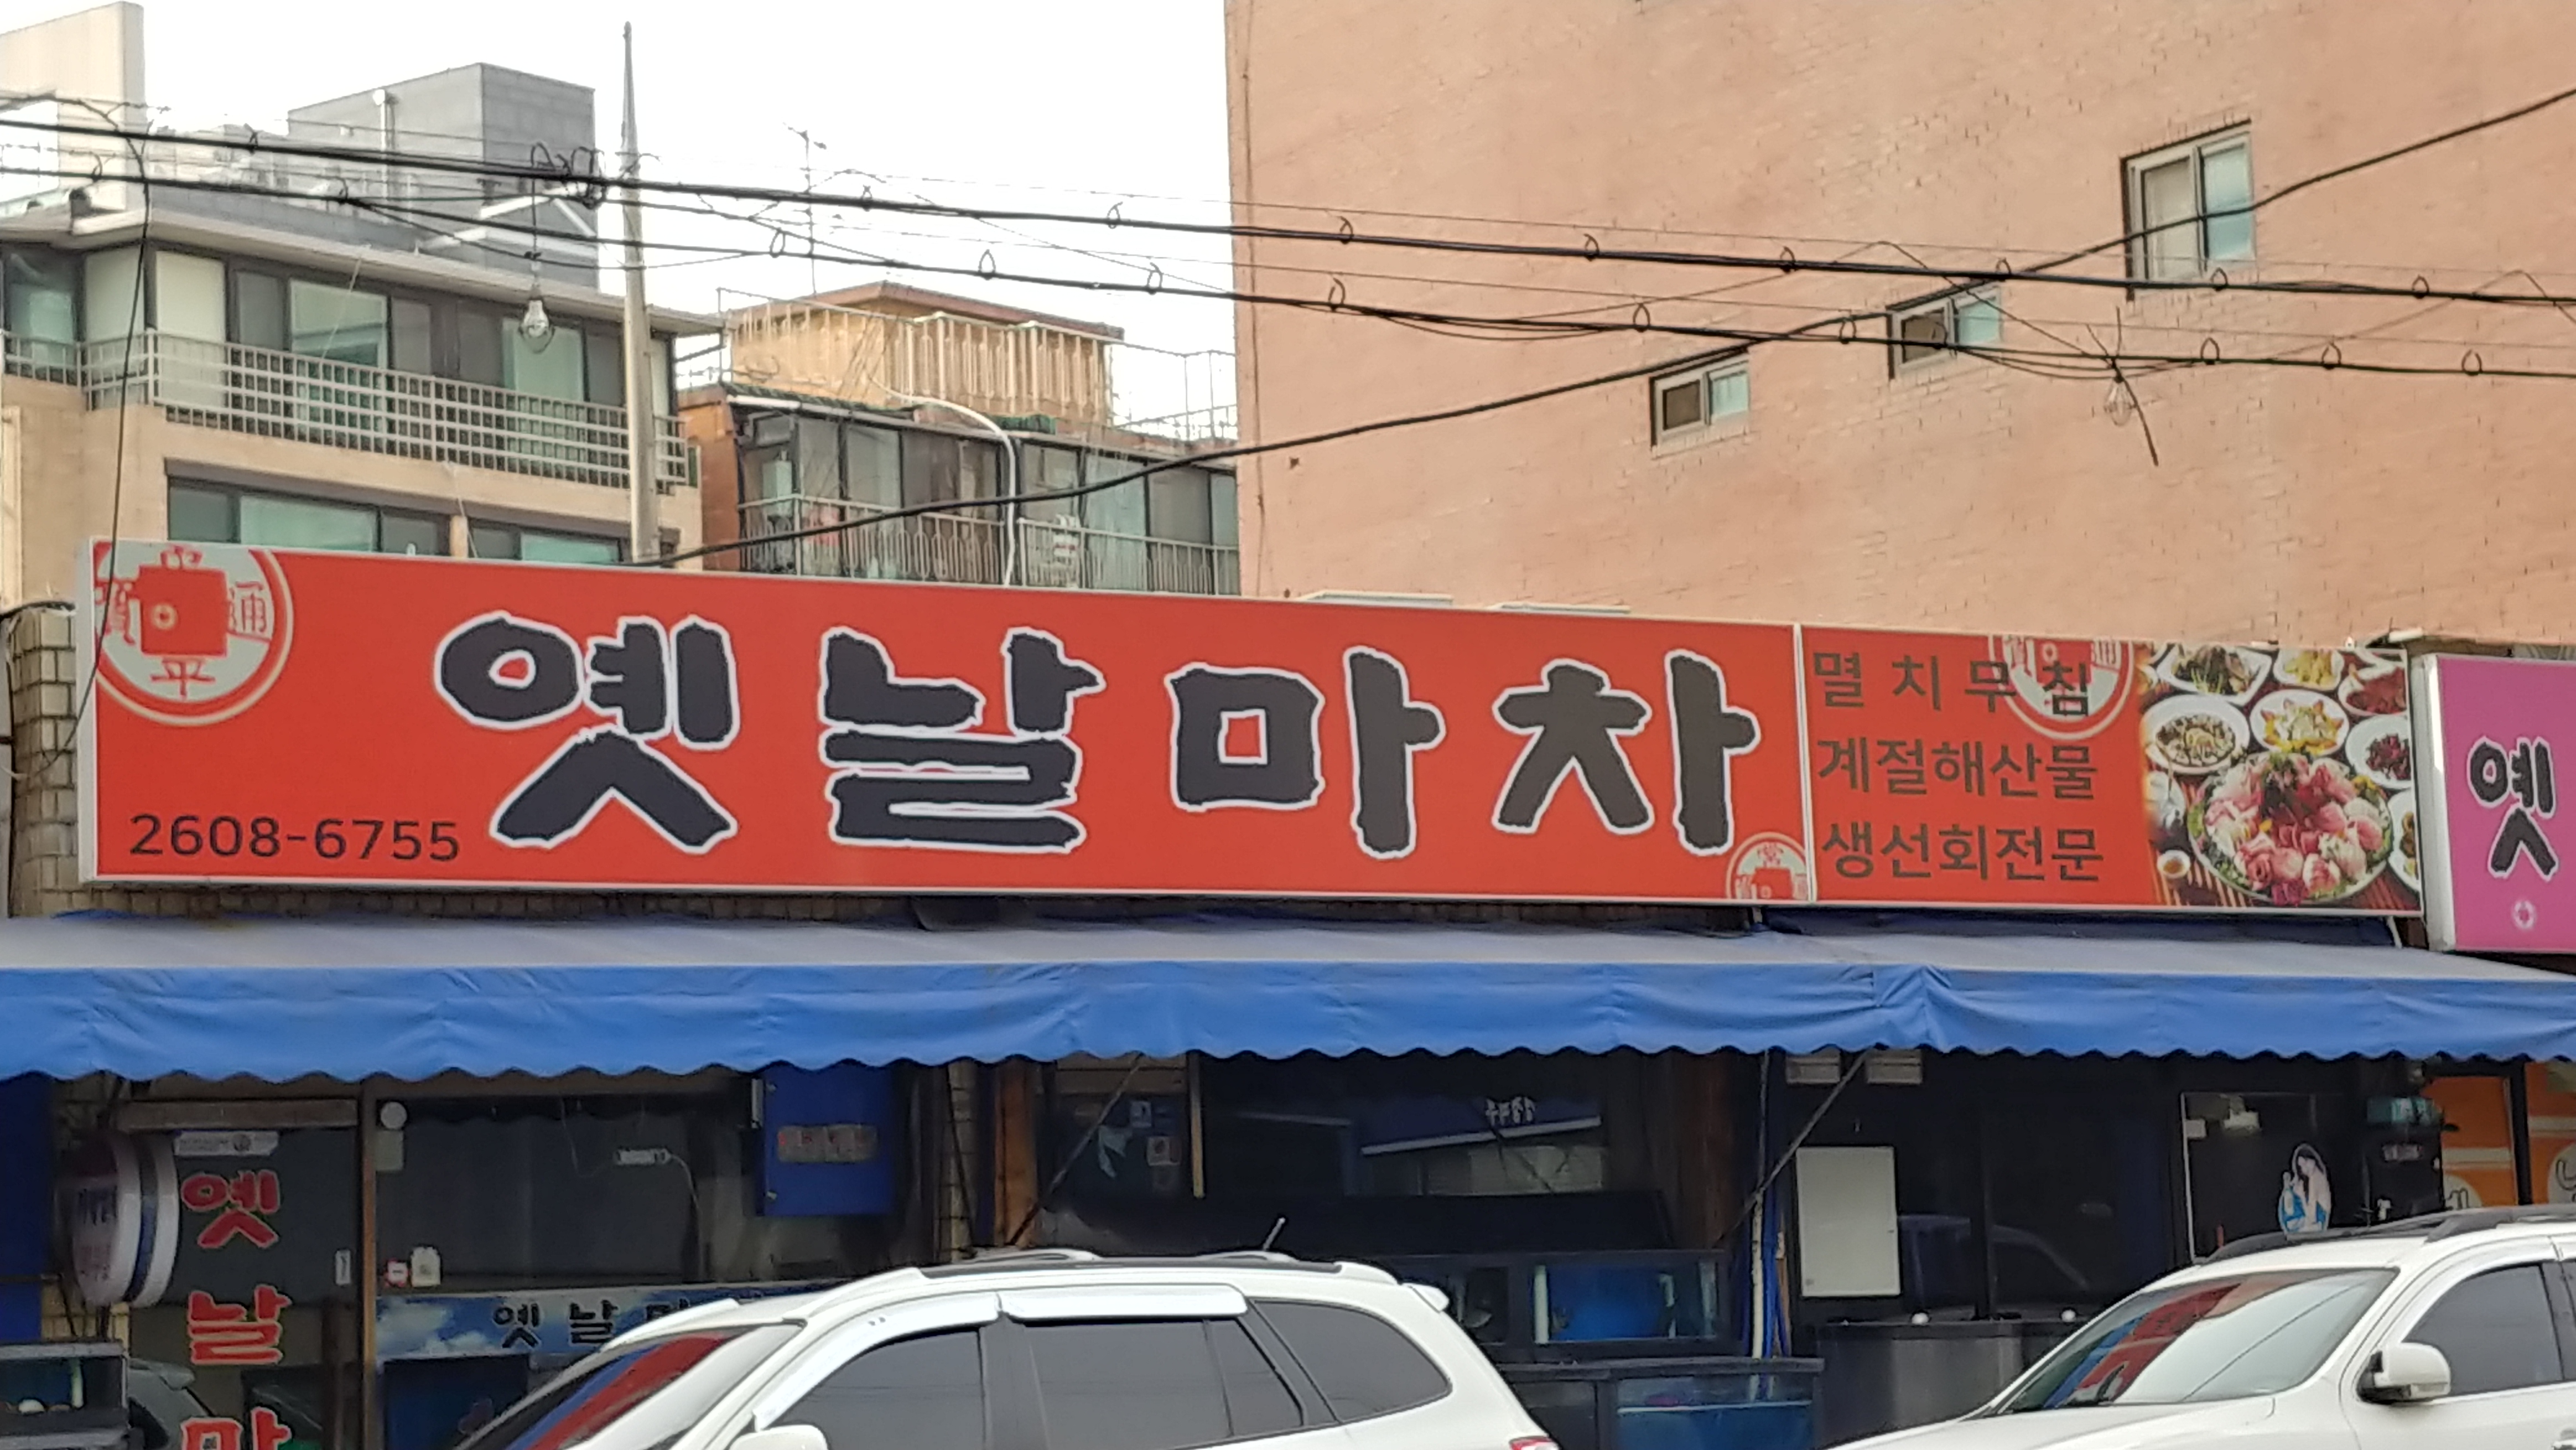 옛날마차
2608-6755
멸치무침
계절해산물
생선회전문
옛
옛
날
마
옛날